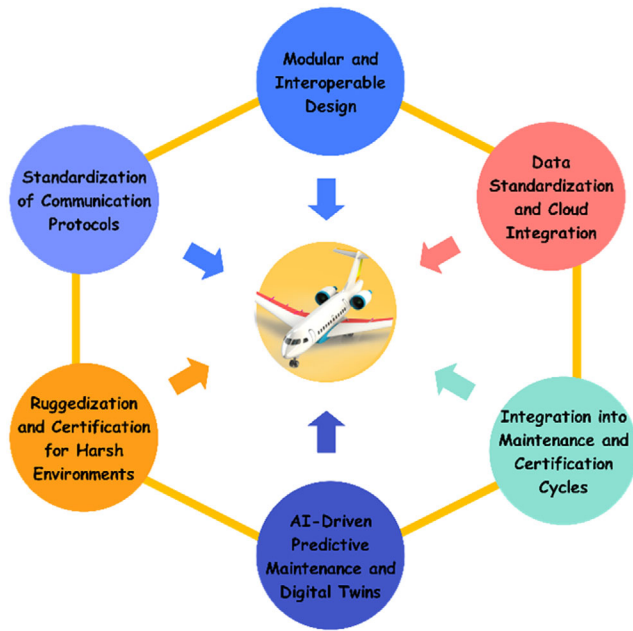 Modular and
Interoperable
Design
Data
Standardization
and Cloud
Integration
Integration into
Maintenance and
Certification
Cycles
AI-Driven
Predictive
Maintenance and
Digital Twins
Ruggedization
and Certification
for Harsh
Environments
Standardization
of Communication
Protocols